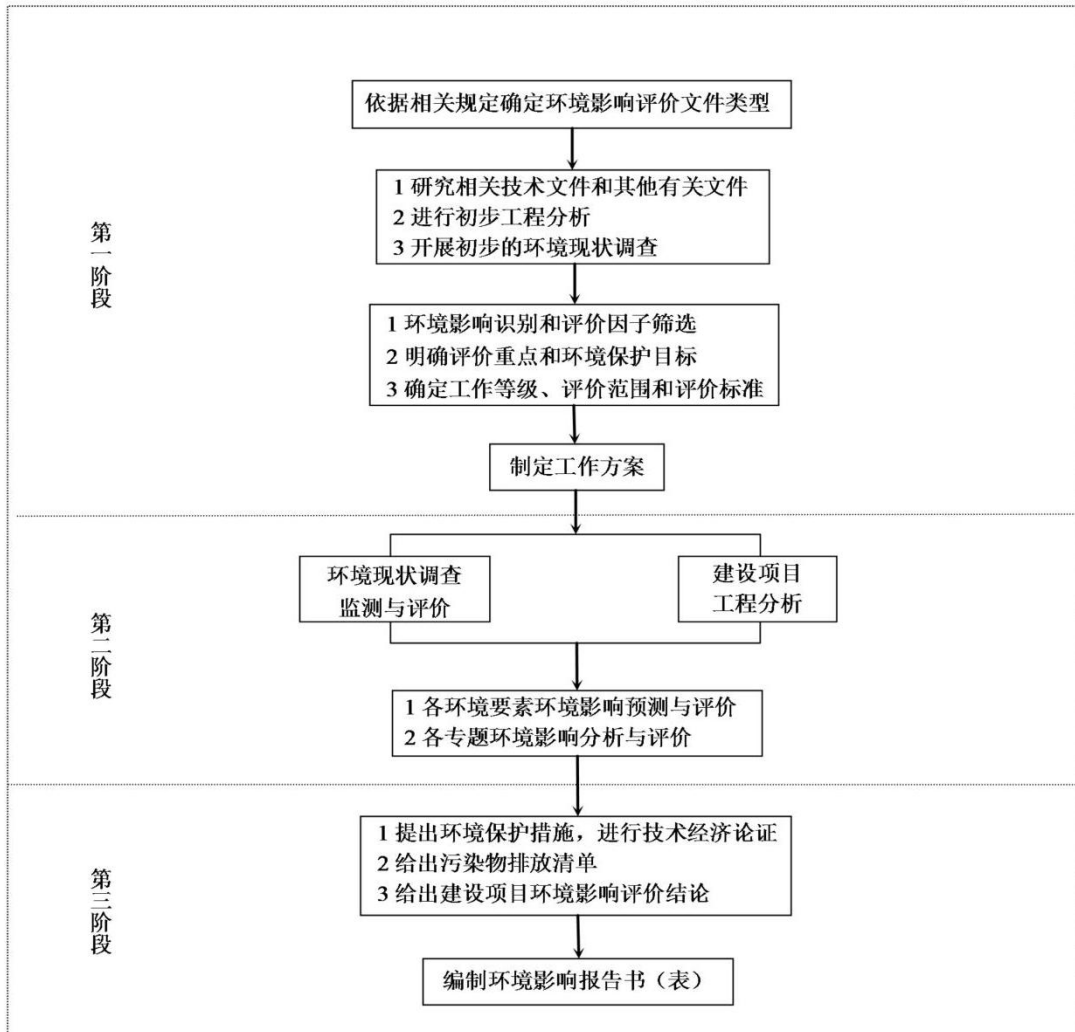 依据相关规定确定环境影响评价文件类型
第一阶段
1 研究相关技术文件和其他有关文件
2 进行初步工程分析
3 开展初步的环境现状调查
1 环境影响识别和评价因子筛选
2 明确评价重点和环境保护目标
3 确定工作等级、评价范围和评价标准
制定工作方案
第二阶段
环境现状调查
监测与评价
建设项目
工程分析
1 各环境要素环境影响预测与评价
2 各专题环境影响分析与评价
第三阶段
1 提出环境保护措施，进行技术经济论证
2 给出污染物排放清单
3 给出建设项目环境影响评价结论
编制环境影响报告书（表）